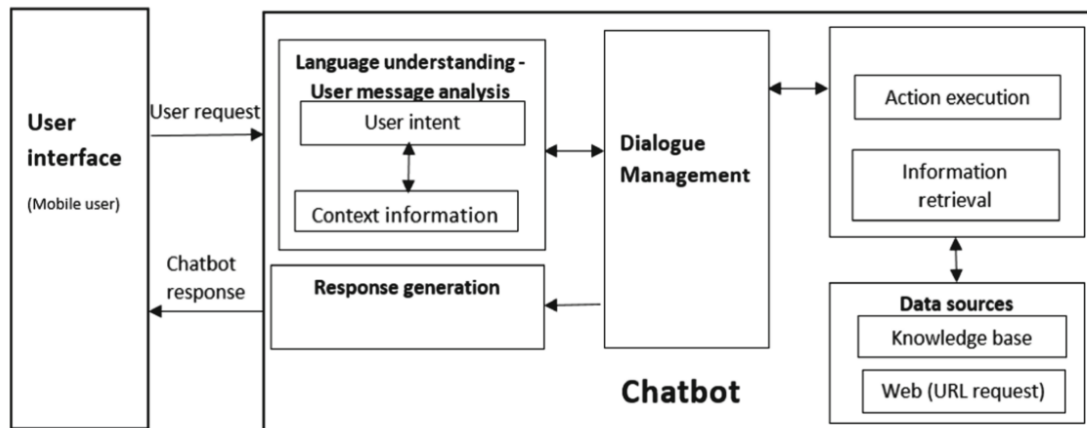 User
interface
(Mobile user)
User request
Chatbot
response
Language understanding -
User message analysis
User intent
Context information
Response generation
Dialogue
Management
Action execution
Information
retrieval
Data sources
Knowledge base
Web (URL request)
Chatbot